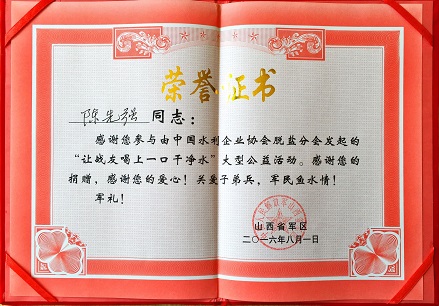 荣誉证书
陈先强 同志：
感谢您参与由中国水利企业协会脱盐分会发起的
“让战友喝上一口干净水”大型公益活动。感谢您的
捐赠，感谢您的爱心！关爱子弟兵，军民鱼水情！
军礼！
山西省军区
二〇一六年八月一日